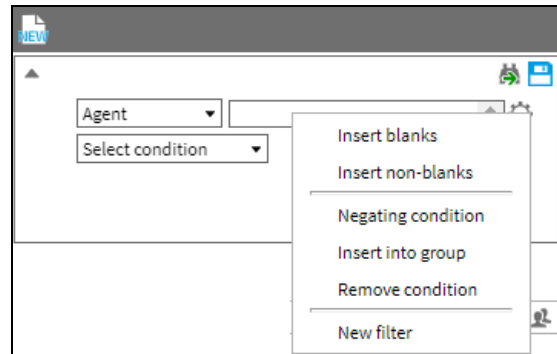 NEW
Agent
Select condition
Insert blanks
Insert non-blanks
Negating condition
Insert into group
Remove condition
New filter